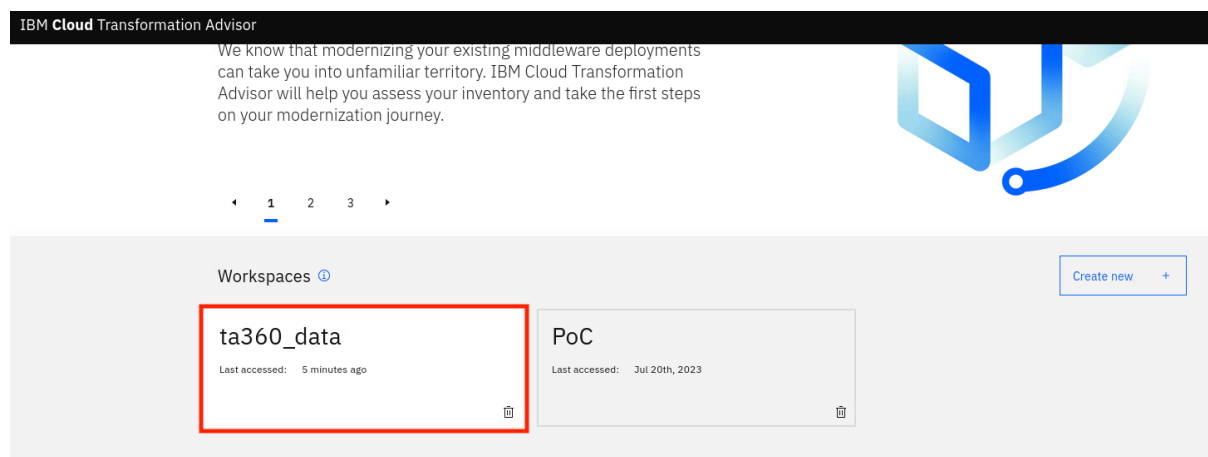 IBM Cloud Transformation Advisor
We know that modernizing your existing middleware deployments
can take you into unfamiliar territory. IBM Cloud Transformation
Advisor will help you assess your inventory and take the first steps
on your modernization journey.
1 2 3
Workspaces
Create new +
ta360_data
Last accessed: 5 minutes ago
PoC
Last accessed: Jul 20th, 2023